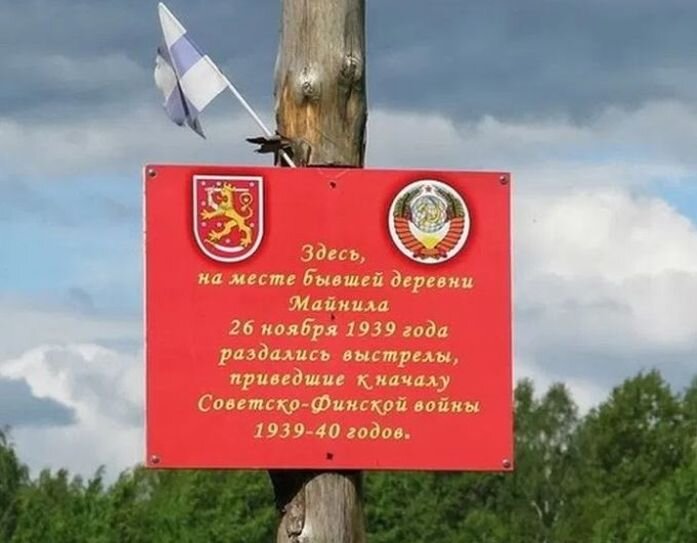 Здесь,
на месте бывшей деревни
Майнила
26 ноября 1939 года
раздались выстрелы,
приведшие к началу
Советско-Финской войны
1939-40 годов.